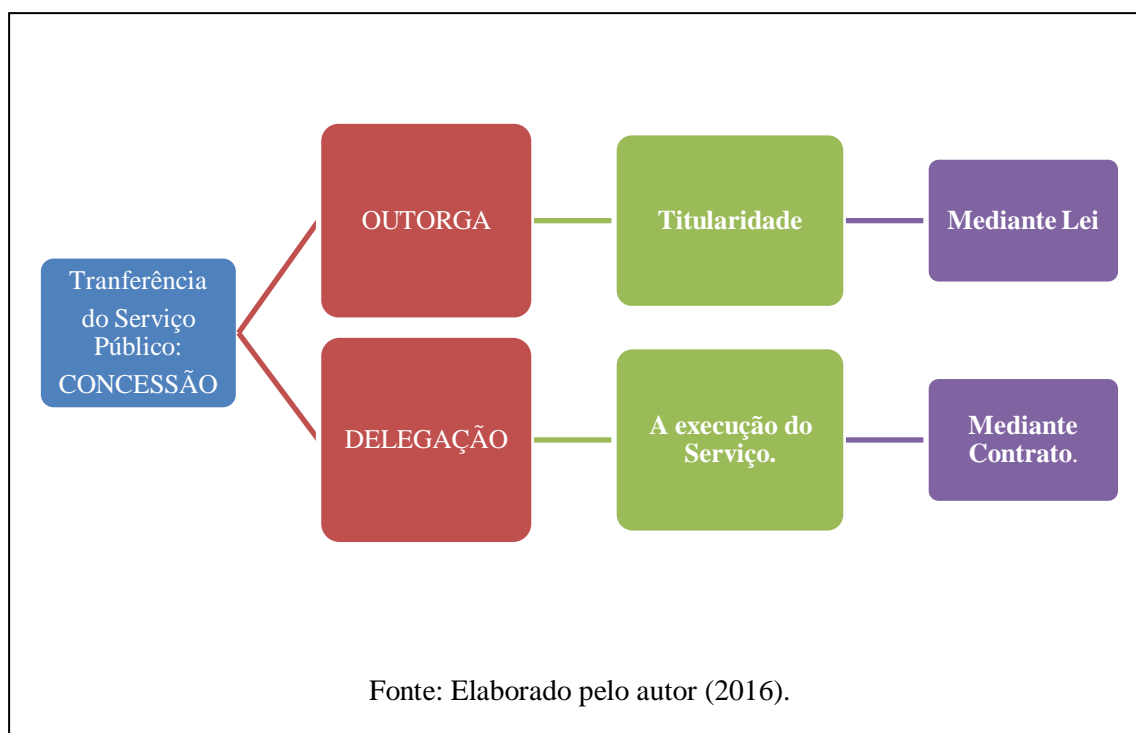 Tranferência
do Serviço
Público:
CONCESSÃO
OUTORGA
Titularidade
Mediante Lei
DELEGAÇÃO
A execução do
Serviço.
Mediante
Contrato.
Fonte: Elaborado pelo autor (2016).